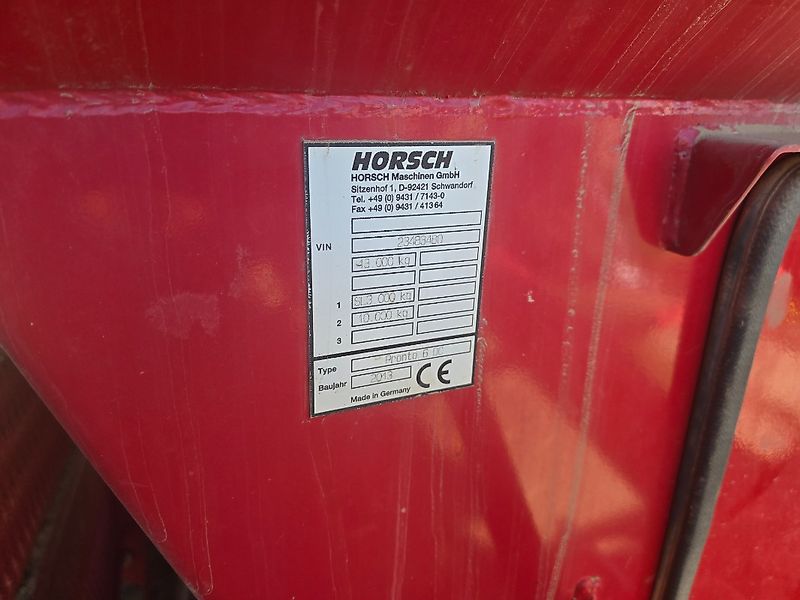 HORSCH
HORSCH Maschinen GmbH
Sitzenhof 1, D-92421 Schwandorf
Tel. +49 (0) 9431 / 7143-0
Fax +49 (0) 9431 / 41364
VIN
000 kg
1 000 kg
2 10.000 kg
3
Type Pronto 6 DC
Baujahr 2013 CE
Made in Germany